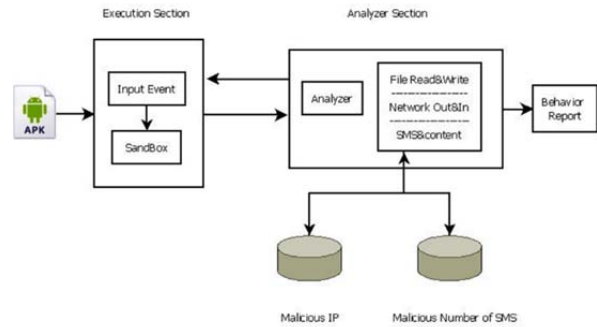 Execution Section
Analyzer Section
APK
Input Event
SandBox
Analyzer
File Read&Write
Network Out&In
SMS&content
Behavior
Report
Malicious IP
Malicious Number of SMS